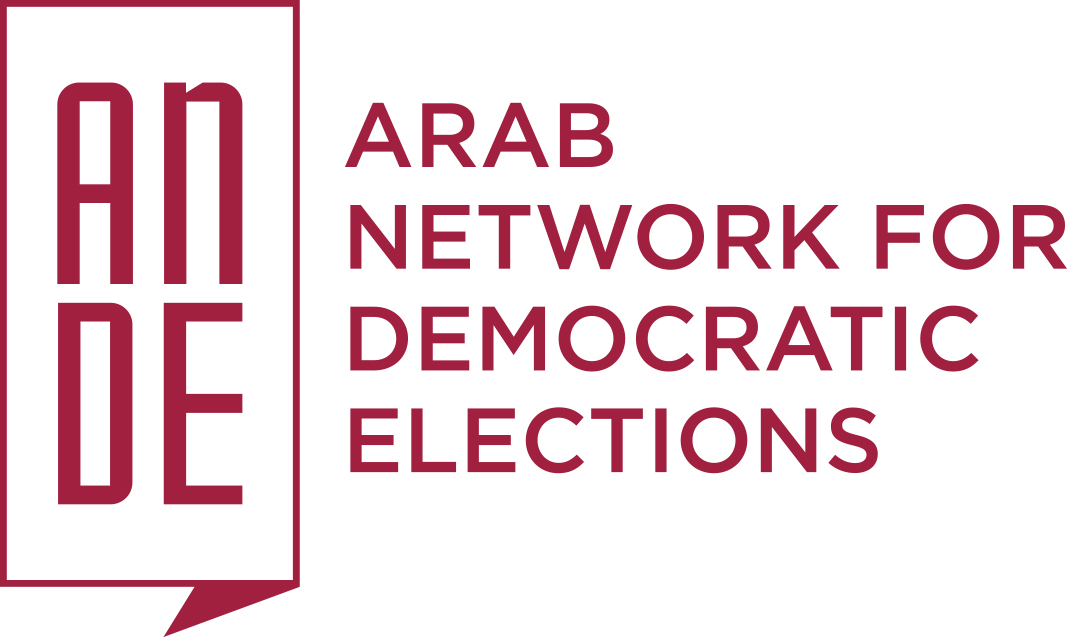 An
DE
ARAB
NETWORK FOR
DEMOCRATIC
ELECTIONS